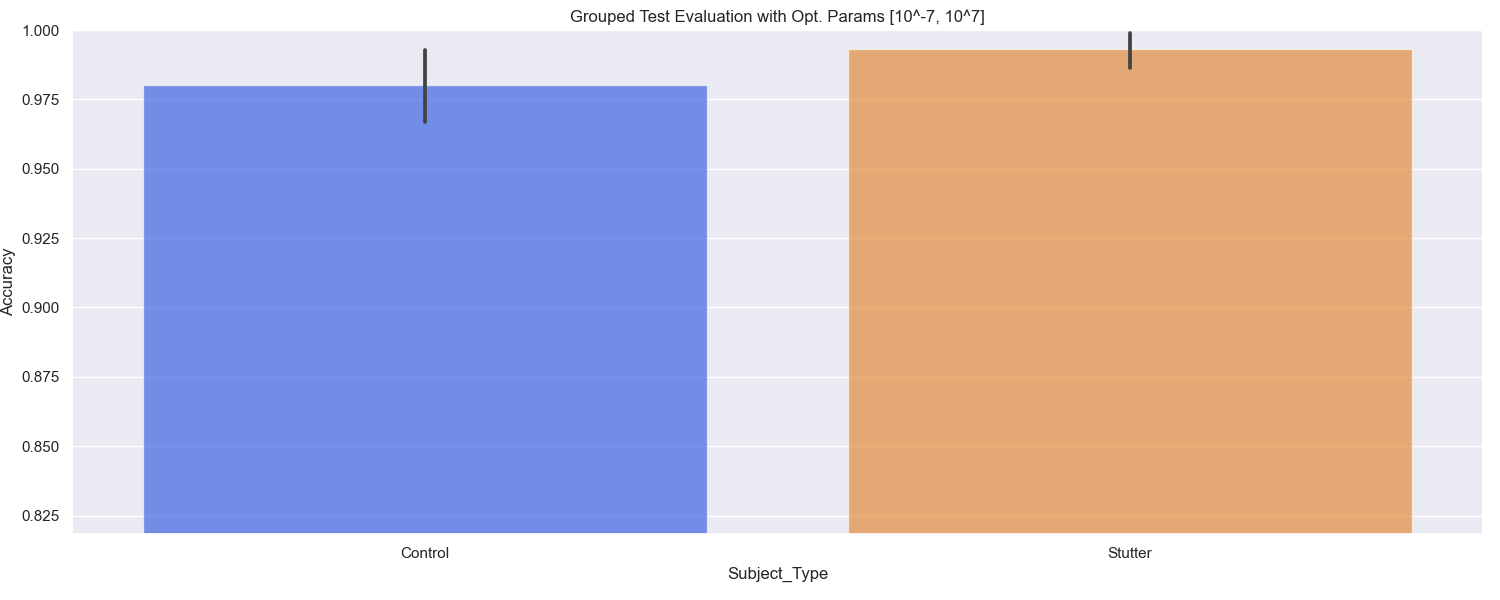 Grouped Test Evaluation with Opt. Params [10^-7, 10^7]
1.000
0.975
0.950
0.925
0.900
0.875
0.850
0.825
Accuracy
Control
Stutter
Subject_Type